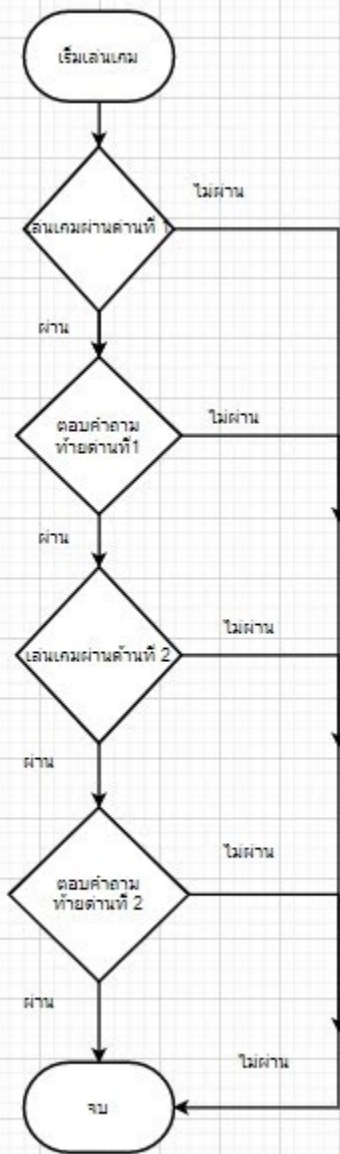 เริ่มเล่นเกม
ไม่ผ่าน
ล่นเกมผ่านด่านที่ 1
ผ่าน
ตอบคำถาม
ท้ายด่านที่1
ไม่ผ่าน
ผ่าน
ไม่ผ่าน
เล่นเกมผ่านด้านที่ 2
ผ่าน
ไม่ผ่าน
ตอบคำถาม
ท้ายด่านที่ 2
ผ่าน
ไม่ผ่าน
จบ